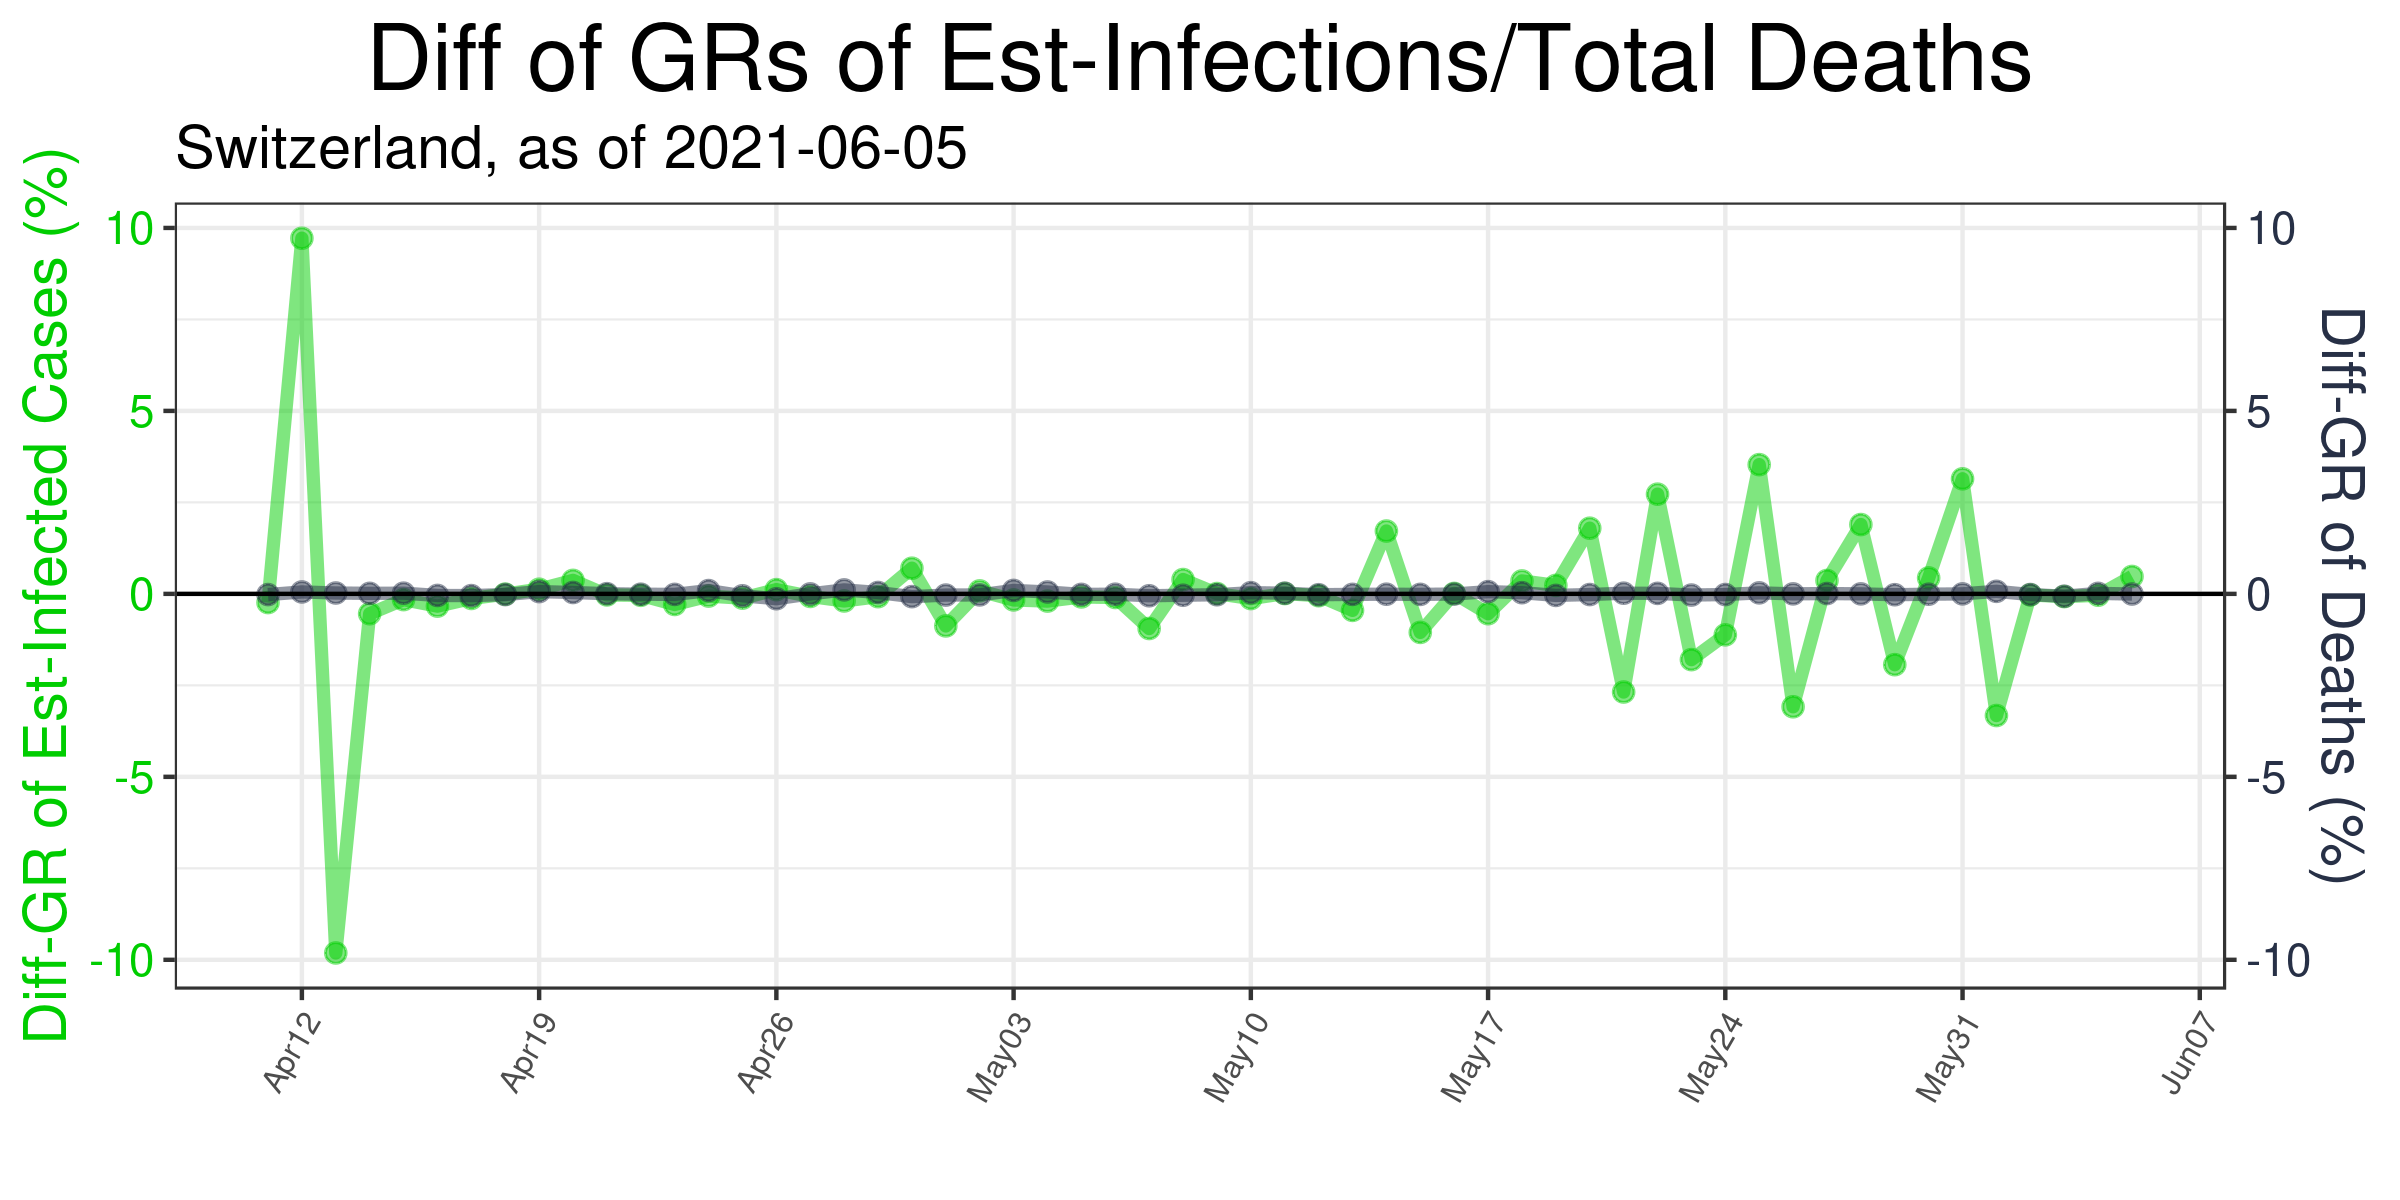 Diff of GRs of Est-Infections/Total Deaths
Switzerland, as of 2021-06-05
Diff-GR of Est-Infected Cases (%)
10
5
0
-5
-10
10
5
0
-5
-10
Diff-GR of Deaths (%)
Apr12
Apr19
Apr26
May03
May10
May17
May24
May31
Jun07